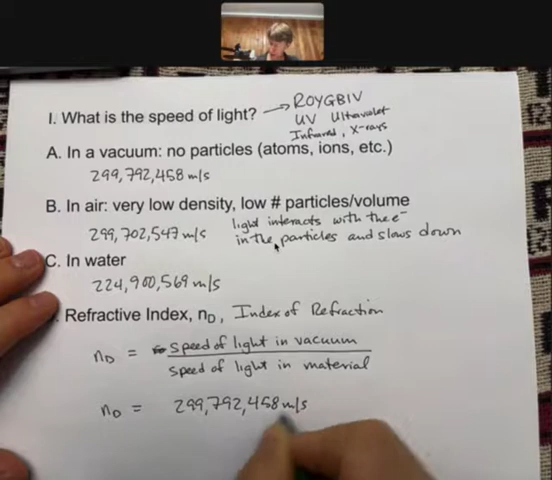 I. What is the speed of light? → ROYGBIV
UV Ultraviolet
Infrared, X-rays
A. In a vacuum: no particles (atoms, ions, etc.)
299,792,458 m/s
B. In air: very low density, low # particles/volume
299,702,547 m/s
light interacts with the e⁻
in the particles and slows down
C. In water
224,900,569 m/s
. Refractive Index, nD, Index of Refraction
nD = speed of light in vacuum
speed of light in material
nD = 299,792,458 m/s